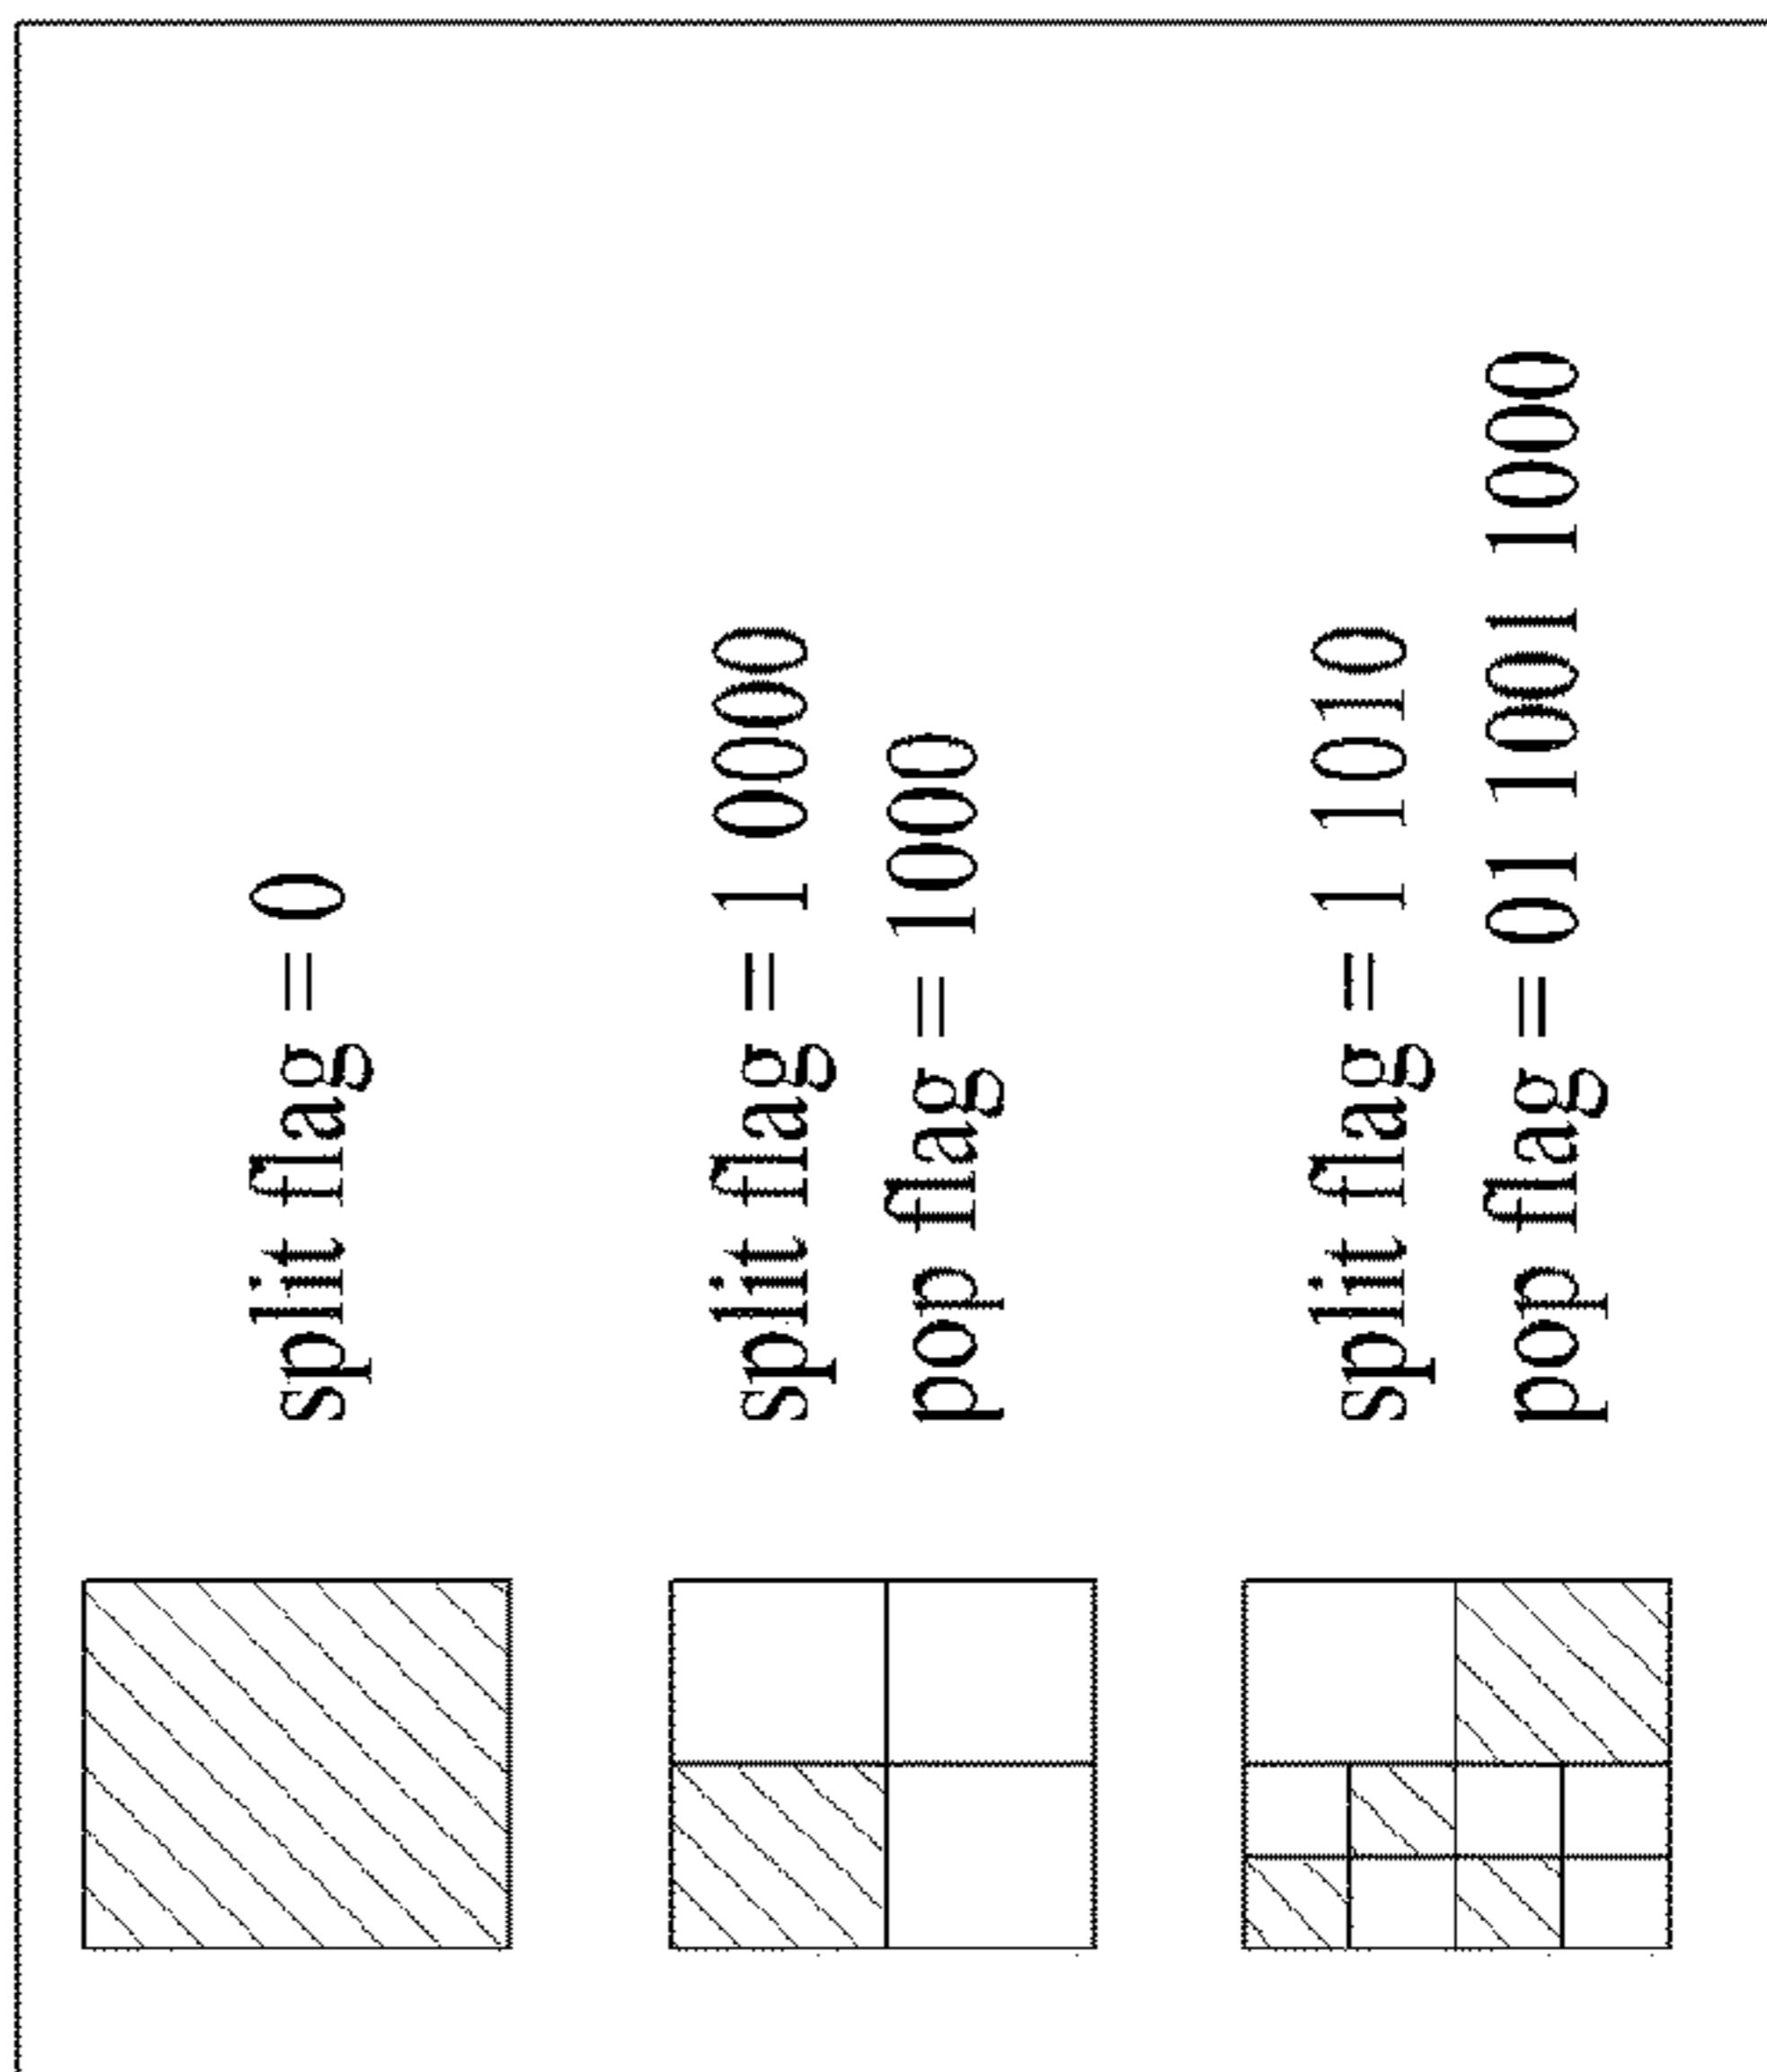 split flag = 0
split flag = 1 0000
pop flag = 1000
split flag = 1 1010
pop flag = 01 1001 1000